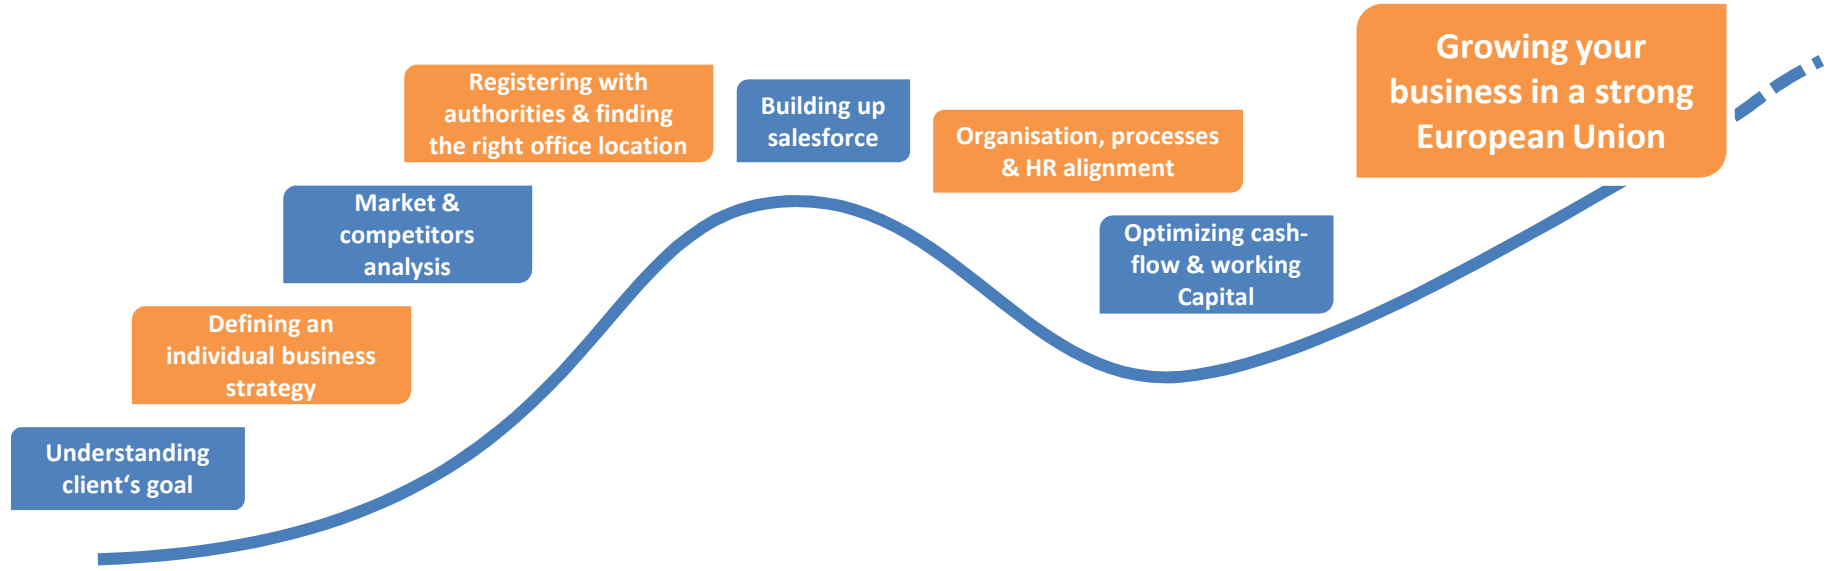 Understanding
client‘s goal
Defining an
individual business
strategy
Market &
competitors
analysis
Registering with
authorities & finding
the right office location
Building up
salesforce
Organisation, processes
& HR alignment
Optimizing cash-
flow & working
Capital
Growing your
business in a strong
European Union